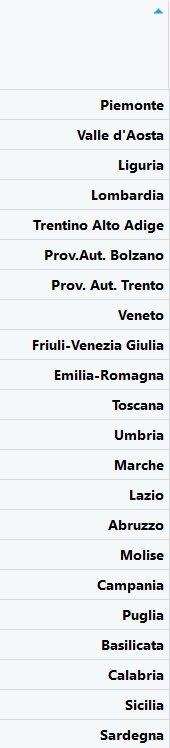 Piemonte
Valle d'Aosta
Liguria
Lombardia
Trentino Alto Adige
Prov.Aut. Bolzano
Prov. Aut. Trento
Veneto
Friuli-Venezia Giulia
Emilia-Romagna
Toscana
Umbria
Marche
Lazio
Abruzzo
Molise
Campania
Puglia
Basilicata
Calabria
Sicilia
Sardegna